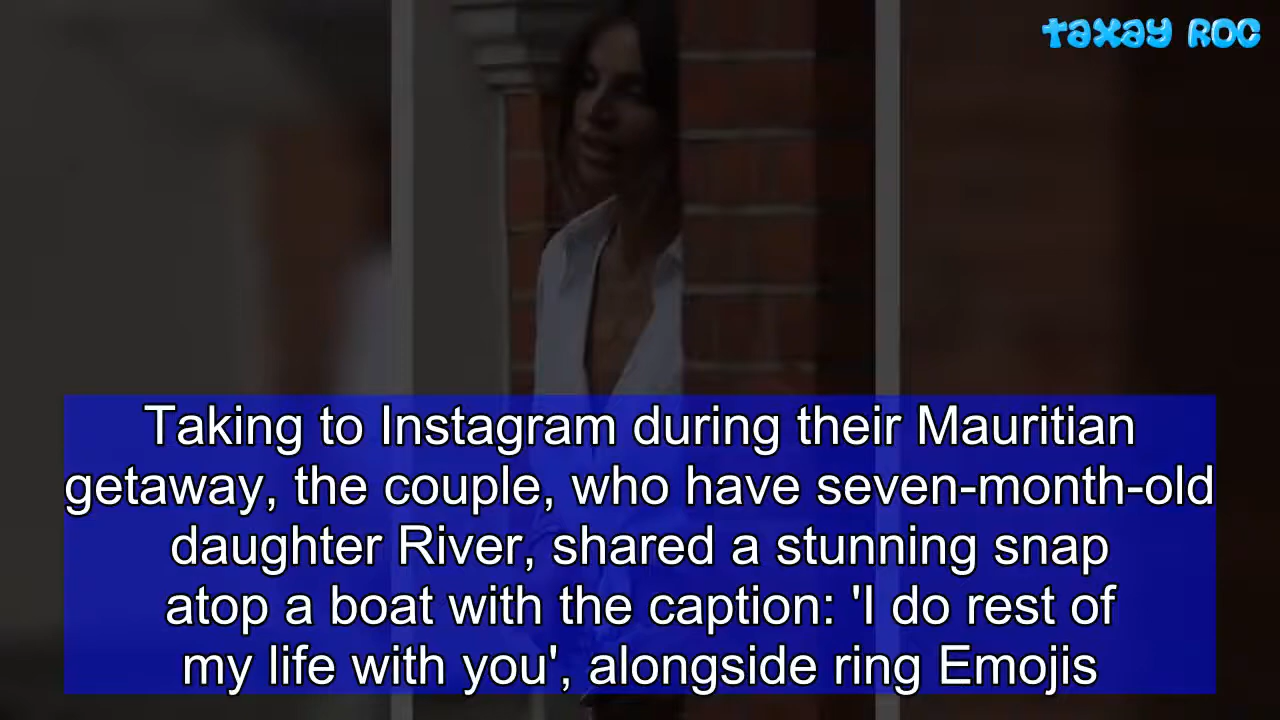 TAXAY ROC
Taking to Instagram during their Mauritian
getaway, the couple, who have seven-month-old
daughter River, shared a stunning snap
atop a boat with the caption: 'I do rest of
my life with you', alongside ring Emojis